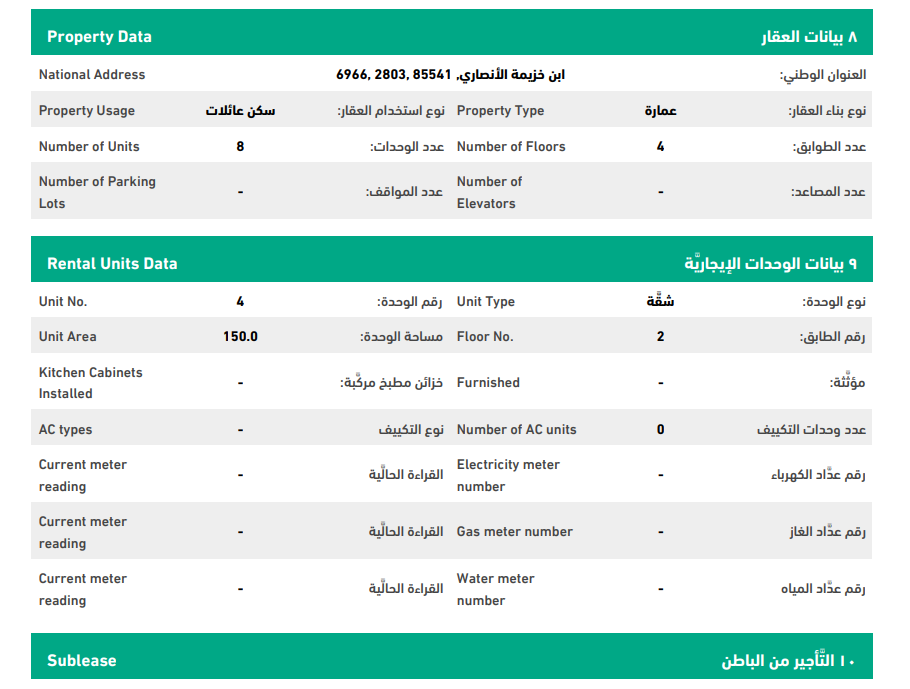 Property Data ٨ بيانات العقار
National Address ابن خزيمة الأنصاري, 85541, 2803, 6966 العنوان الوطني:
Property Usage سكن عائلات نوع استخدام العقار: Property Type عمارة نوع بناء العقار:
Number of Units 8 عدد الوحدات: Number of Floors 4 عدد الطوابق:
Number of Parking Lots - عدد المواقف: Number of Elevators - عدد المصاعد:
Rental Units Data ٩ بيانات الوحدات الإيجاريَّة
Unit No. 4 رقم الوحدة: Unit Type شقَّة نوع الوحدة:
Unit Area 150.0 مساحة الوحدة: Floor No. 2 رقم الطابق:
Kitchen Cabinets Installed - خزائن مطبخ مركَّبة: Furnished - مؤثَّثة:
AC types - نوع التكييف Number of AC units 0 عدد وحدات التكييف
Current meter reading - القراءة الحالَّية Electricity meter number - رقم عدَّاد الكهرباء
Current meter reading - القراءة الحالَّية Gas meter number - رقم عدَّاد الغاز
Current meter reading - القراءة الحالَّية Water meter number - رقم عدَّاد المياه
Sublease ١٠ التَّأجير من الباطن